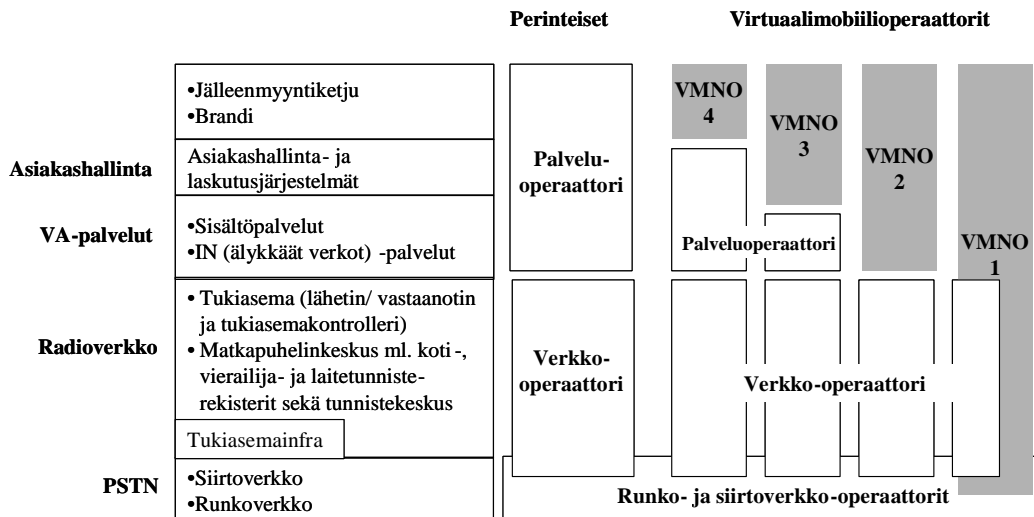 Perinteiset
Virtuaalimobiilioperaattorit
•Jälleenmyyntiketju
•Brandi
Asiakashallinta
Asiakashallinta- ja
laskutusjärjestelmät
VA-palvelut
•Sisältöpalvelut
•IN (älykkäät verkot) -palvelut
Radioverkko
• Tukiasema (lähetin/ vastaanotin
ja tukiasemakontrolleri)
• Matkapuhelinkeskus ml. koti-,
vierailija- ja laitetunniste-
rekisterit sekä tunnistekeskus
Tukiasemainfra
PSTN
•Siirtoverkko
•Runkoverkko
Palvelu-
operaattori
Verkko-
operaattori
VMNO
4
VMNO
3
VMNO
2
VMNO
1
Palveluoperaattori
Verkko-operaattori
Runko- ja siirtoverkko-operaattorit